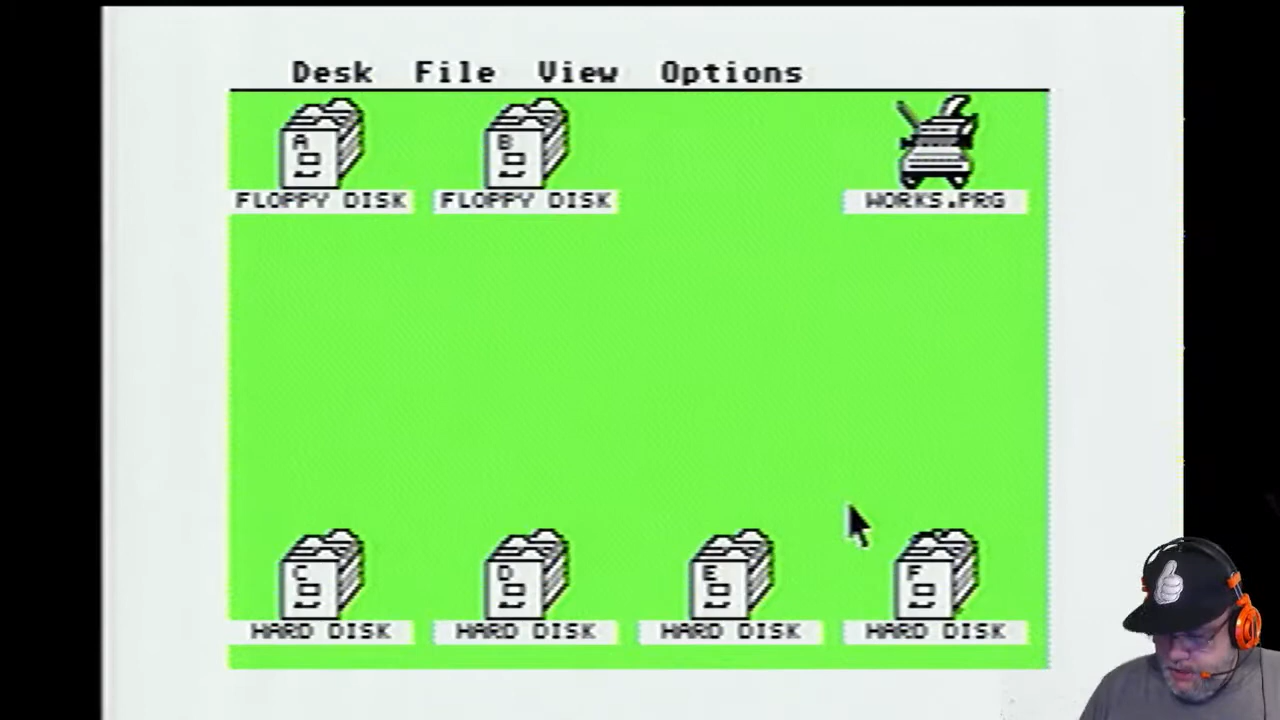 Desk File View Options
A B
FLOPPY DISK FLOPPY DISK WORKS.PRG
C D E F
HARD DISK HARD DISK HARD DISK HARD DISK